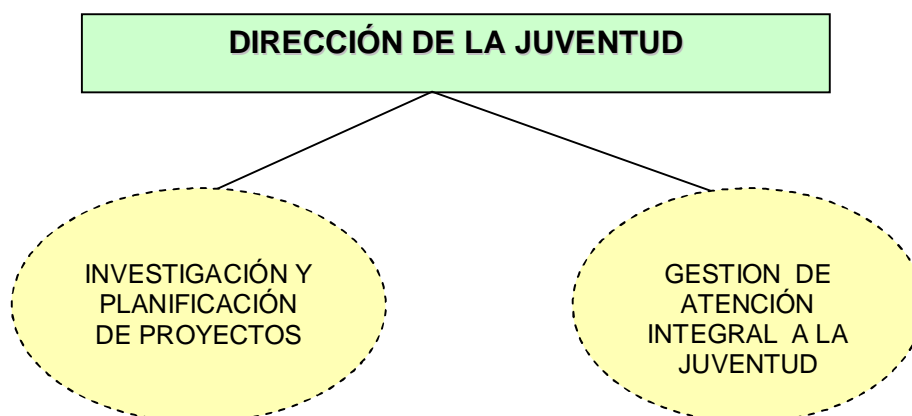 DIRECCIÓN DE LA JUVENTUD
INVESTIGACIÓN Y
PLANIFICACIÓN
DE PROYECTOS
GESTION DE
ATENCIÓN
INTEGRAL A LA
JUVENTUD